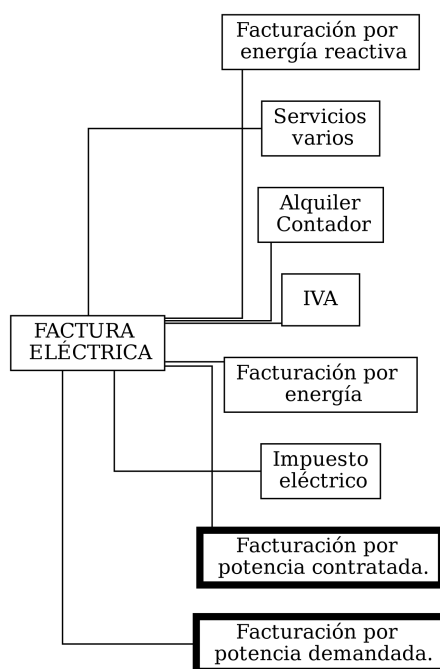 Facturación por
energía reactiva
Servicios
varios
Alquiler
Contador
IVA
FACTURA
ELÉCTRICA
Facturación por
energía
Impuesto
eléctrico
Facturación por
potencia contratada.
Facturación por
potencia demandada.